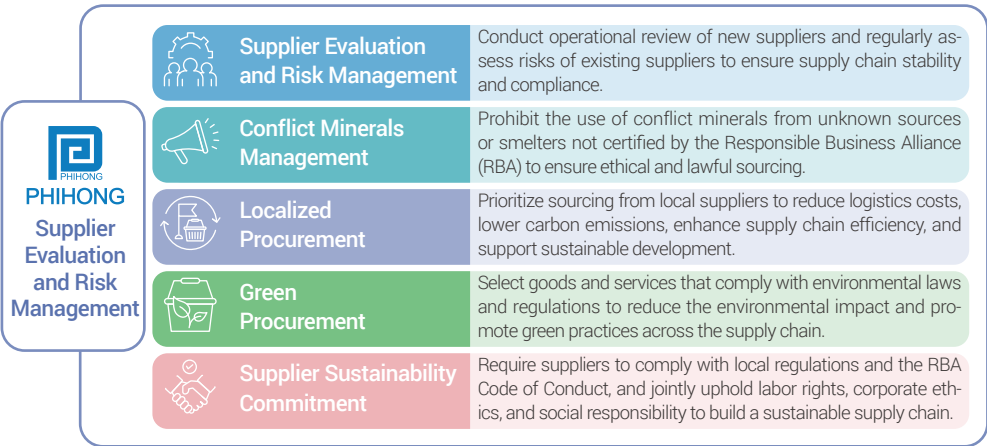 PHIHONG
PHIHONG
Supplier
Evaluation
and Risk
Management
Supplier Evaluation
and Risk Management
Conduct operational review of new suppliers and regularly as-
sess risks of existing suppliers to ensure supply chain stability
and compliance.
Conflict Minerals
Management
Prohibit the use of conflict minerals from unknown sources
or smelters not certified by the Responsible Business Alliance
(RBA) to ensure ethical and lawful sourcing.
Localized
Procurement
Prioritize sourcing from local suppliers to reduce logistics costs,
lower carbon emissions, enhance supply chain efficiency, and
support sustainable development.
Green
Procurement
Select goods and services that comply with environmental laws
and regulations to reduce the environmental impact and pro-
mote green practices across the supply chain.
Supplier Sustainability
Commitment
Require suppliers to comply with local regulations and the RBA
Code of Conduct, and jointly uphold labor rights, corporate eth-
ics, and social responsibility to build a sustainable supply chain.